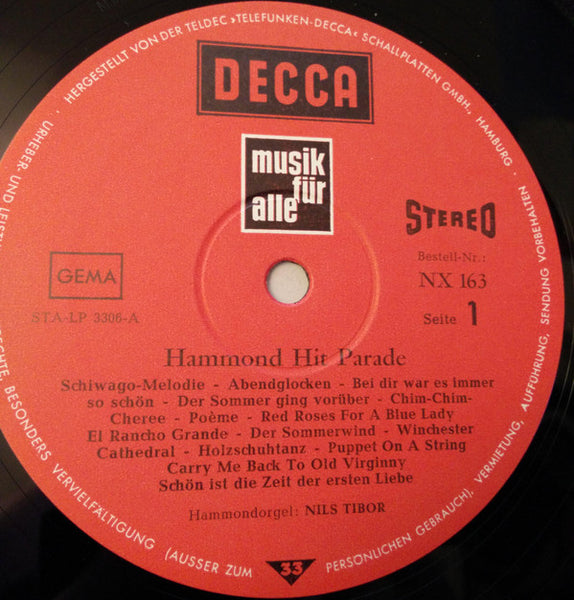 HERGESTELLT VON DER TELDEC »TELEFUNKEN-DECCA« SCHALLPLATTEN GMBH, HAMBURG
DECCA
musik
für
alle
STEREO
GEMA
Bestell-Nr.:
NX 163
STA-LP 3306-A
Seite 1
Hammond Hit Parade
Schiwago-Melodie - Abendglocken - Bei dir war es immer
so schön - Der Sommer ging vorüber - Chim-Chim-
Cheree - Poème - Red Roses For A Blue Lady
El Rancho Grande - Der Sommerwind - Winchester
Cathedral - Holzschuhtanz - Puppet On A String
Carry Me Back To Old Virginny
Schön ist die Zeit der ersten Liebe
Hammondorgel: NILS TIBOR
33
URHEBER- UND
RECHTE BESONDERS VERVIELFÄLTIGUNG (AUSSER ZUM PERSÖNLICHEN GEBRAUCH), VERMIETUNG, AUFFÜHRUNG, SENDUNG VORBEHALTEN